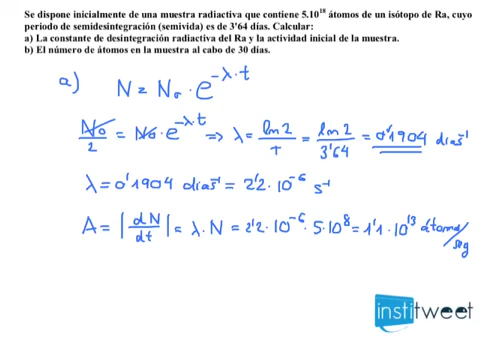 Se dispone inicialmente de una muestra radiactiva que contiene 5.10¹⁸ átomos de un isótopo de Ra, cuyo
periodo de semidesintegración (semivida) es de 3'64 días. Calcular:
a) La constante de desintegración radiactiva del Ra y la actividad inicial de la muestra.
b) El número de átomos en la muestra al cabo de 30 días.
a) N = N₀ · e^(-λ·t)
N₀/2 = N₀ · e^(-λ·t) ⇒ λ = ln 2/T = ln 2/3'64 = 0'1904 días⁻¹
λ = 0'1904 días⁻¹ = 2'2 · 10⁻⁶ s⁻¹
A = |dN/dt| = λ · N = 2'2 · 10⁻⁶ · 5 · 10⁸ = 1'1 · 10¹³ átomos/seg
institweet